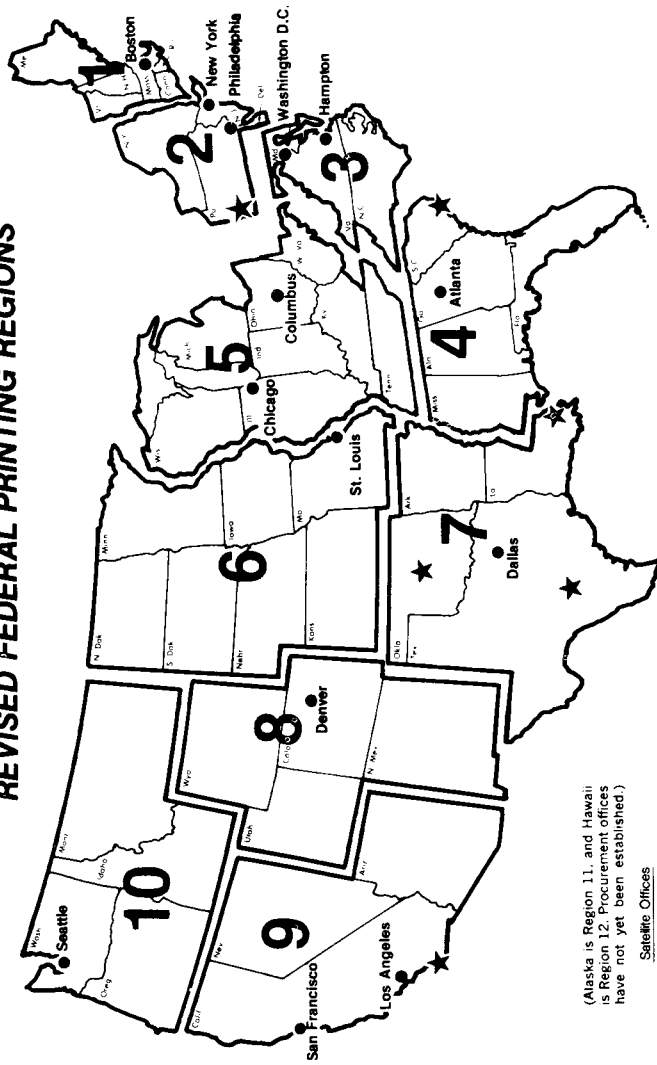 REVISED FEDERAL PRINTING REGIONS
Wash
Seattle
Mont
Oreg
Idaho
10
Calif
Nev
9
San Francisco
Los Angeles
Ariz
Wyo
8
Utah
Colo
Denver
N Mex
N Dak
Minn
S Dak
6
Nebr
Iowa
Kans
Mo
St. Louis
Okla
Tex
Ark
7
La
Dallas
Wis
Mich
5
Chicago
Ill
Ind
Ohio
Columbus
W Va
Ky
Tenn
Miss
Ala
4
Ga
S C
Atlanta
Fla
Me
1
N H
Mass
Conn
Boston
2
Pa
New York
Philadelphia
Del
Md
Washington D.C.
Hampton
3
Va
N C
(Alaska is Region 11, and Hawaii
is Region 12. Procurement offices
have not yet been established.)
Satellite Offices